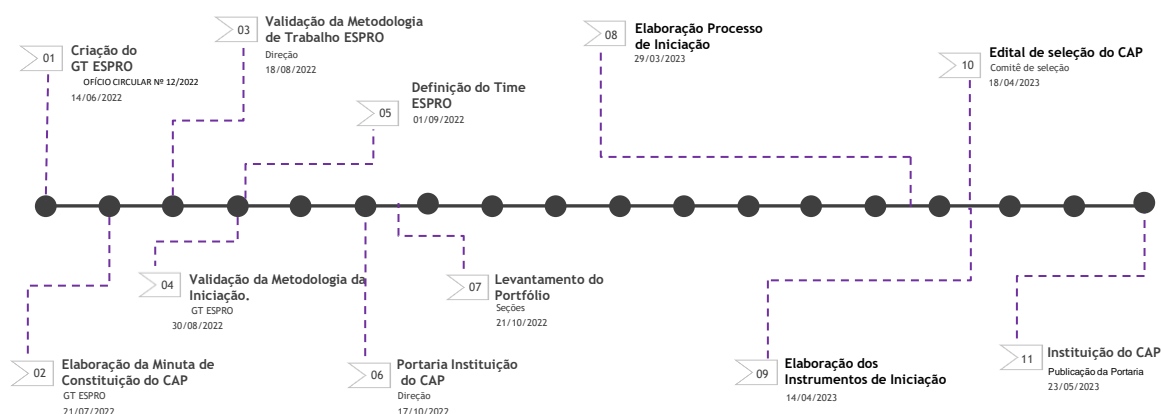 01
Criação do
GT ESPRO
OFÍCIO CIRCULAR Nº 12/2022
14/06/2022
02
Elaboração da Minuta de
Constituição do CAP
GT ESPRO
21/07/2022
03
Validação da Metodologia
de Trabalho ESPRO
Direção
18/08/2022
04
Validação da Metodologia da
Iniciação.
GT ESPRO
30/08/2022
05
Definição do Time
ESPRO
01/09/2022
06
Portaria Instituição
do CAP
Direção
17/10/2022
07
Levantamento do
Portfólio
Seções
21/10/2022
08
Elaboração Processo
de Iniciação
29/03/2023
09
Elaboração dos
Instrumentos de Iniciação
14/04/2023
10
Edital de seleção do CAP
Comitê de seleção
18/04/2023
11
Instituição do CAP
Publicação da Portaria
23/05/2023